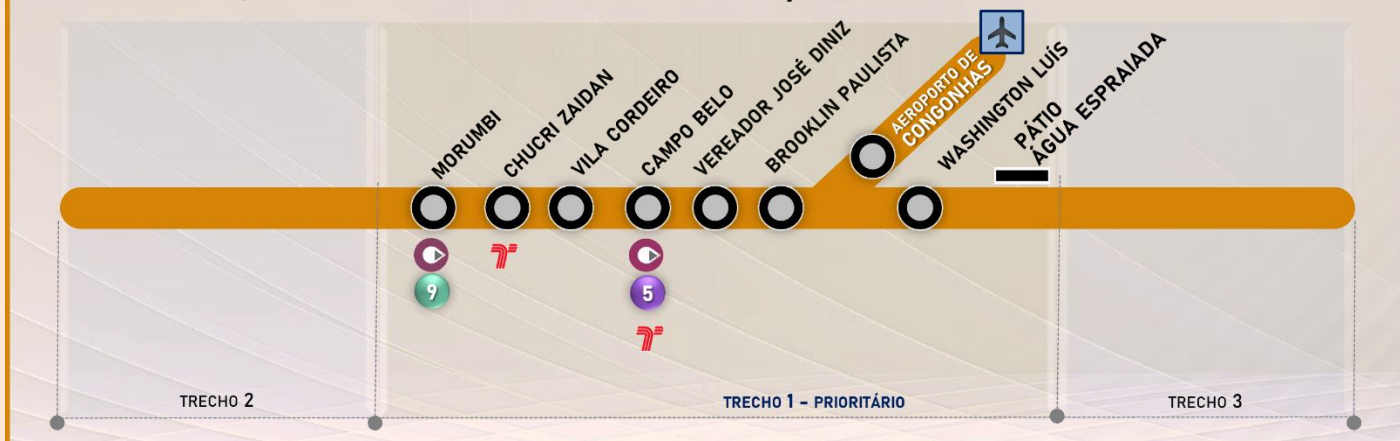 MORUMBI
CHUCRI ZAIDAN
VILA CORDEIRO
CAMPO BELO
VEREADOR JOSÉ DINIZ
BROOKLIN PAULISTA
AEROPORTO DE
CONGONHAS
WASHINGTON LUÍS
PÁTIO
ÁGUA ESPRAIADA
9
5
TRECHO 2
TRECHO 1 – PRIORITÁRIO
TRECHO 3